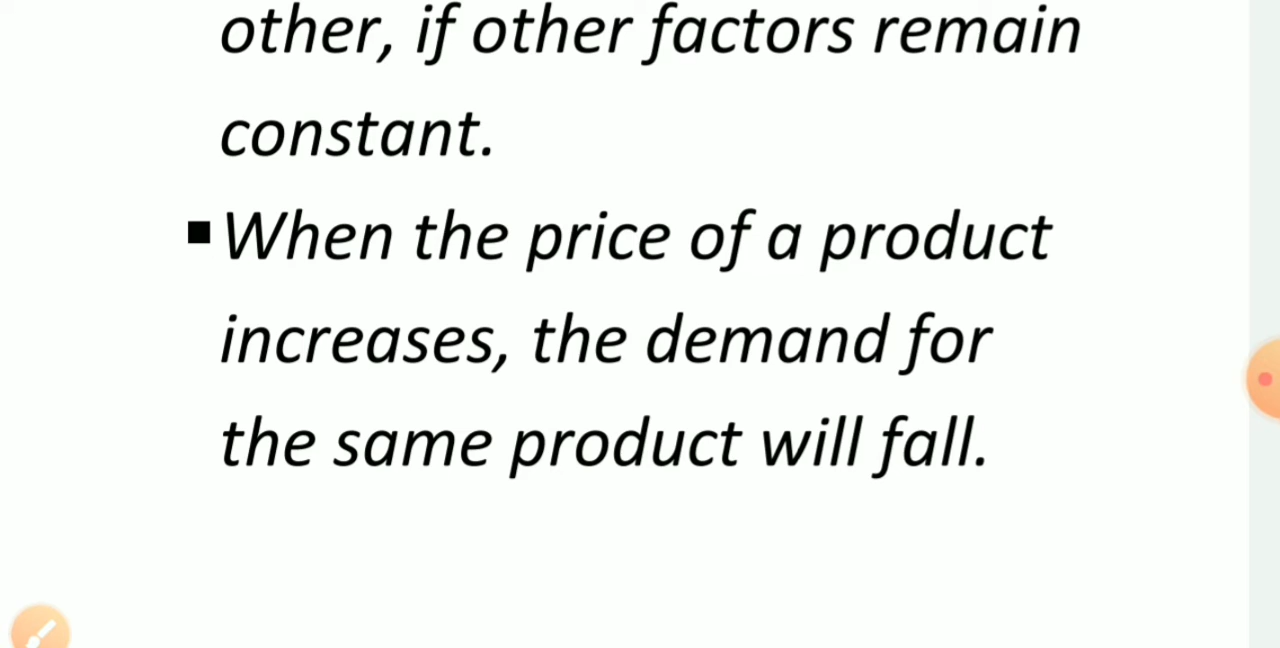 other, if other factors remain
constant.
▪When the price of a product
increases, the demand for
the same product will fall.